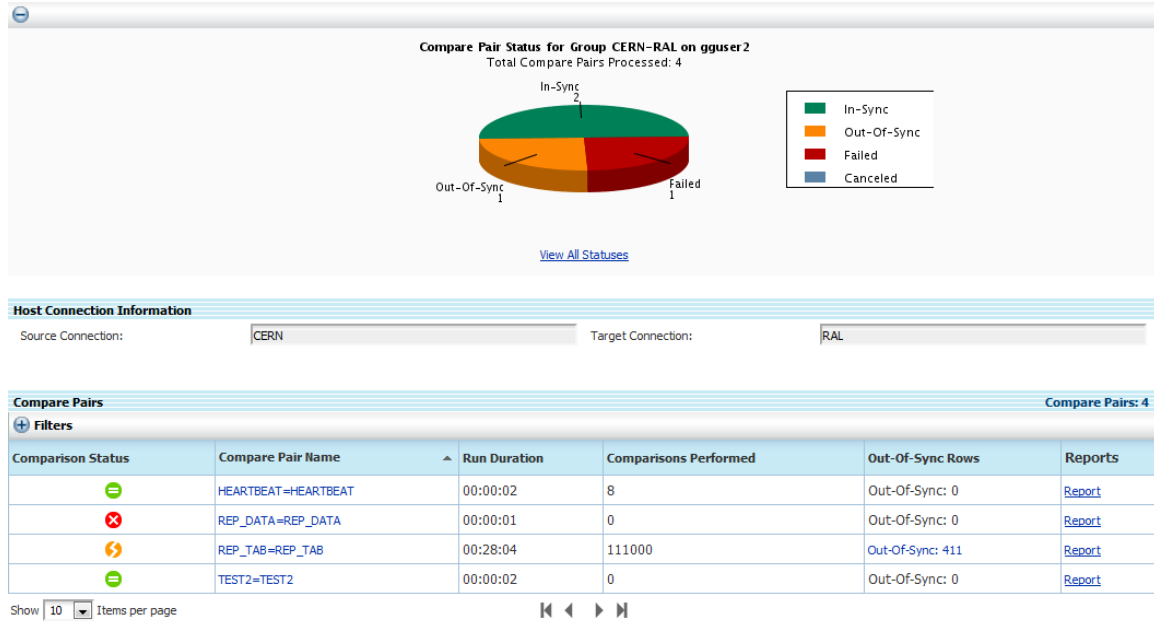 Compare Pair Status for Group CERN-RAL on gguser2
Total Compare Pairs Processed: 4
In-Sync
2
Out-Of-Sync
1
Failed
1
In-Sync
Out-Of-Sync
Failed
Canceled
View All Statuses
Host Connection Information
Source Connection: CERN Target Connection: RAL
Compare Pairs Compare Pairs: 4
Filters
Comparison Status Compare Pair Name Run Duration Comparisons Performed Out-Of-Sync Rows Reports
HEARTBEAT=HEARTBEAT 00:00:02 8 Out-Of-Sync: 0 Report
REP_DATA=REP_DATA 00:00:01 0 Out-Of-Sync: 0 Report
REP_TAB=REP_TAB 00:28:04 111000 Out-Of-Sync: 411 Report
TEST2=TEST2 00:00:02 0 Out-Of-Sync: 0 Report
Show 10 Items per page